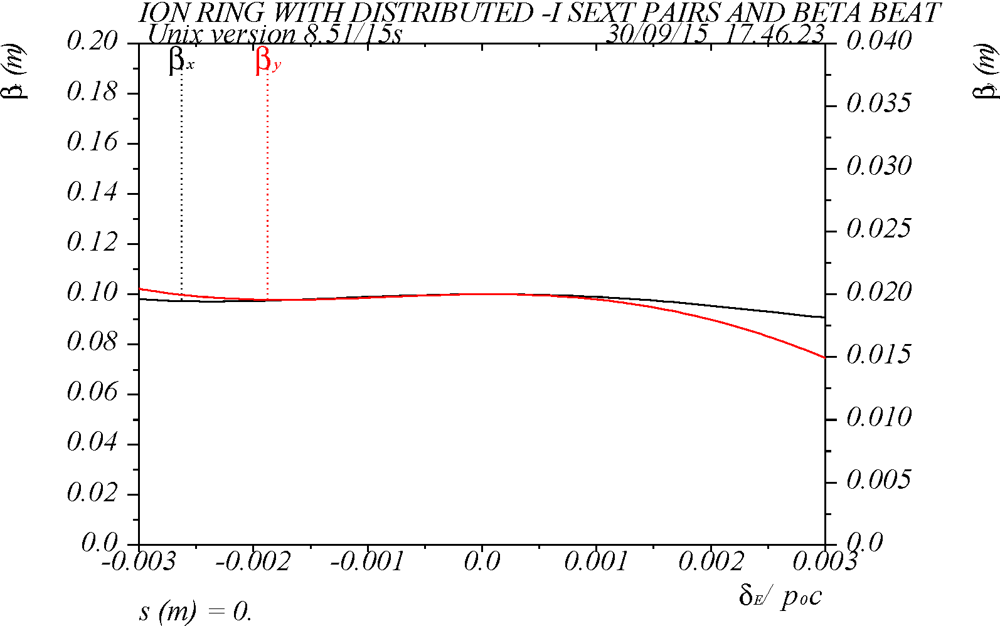 ION RING WITH DISTRIBUTED -I SEXT PAIRS AND BETA BEAT
Unix version 8.51/15s 30/09/15 17.46.23
βx (m)
βy (m)
βx βy
0.20
0.18
0.16
0.14
0.12
0.10
0.08
0.06
0.04
0.02
0.0
0.040
0.035
0.030
0.025
0.020
0.015
0.010
0.005
0.0
-0.003 -0.002 -0.001 0.0 0.001 0.002 0.003
δE/ p0c
s (m) = 0.